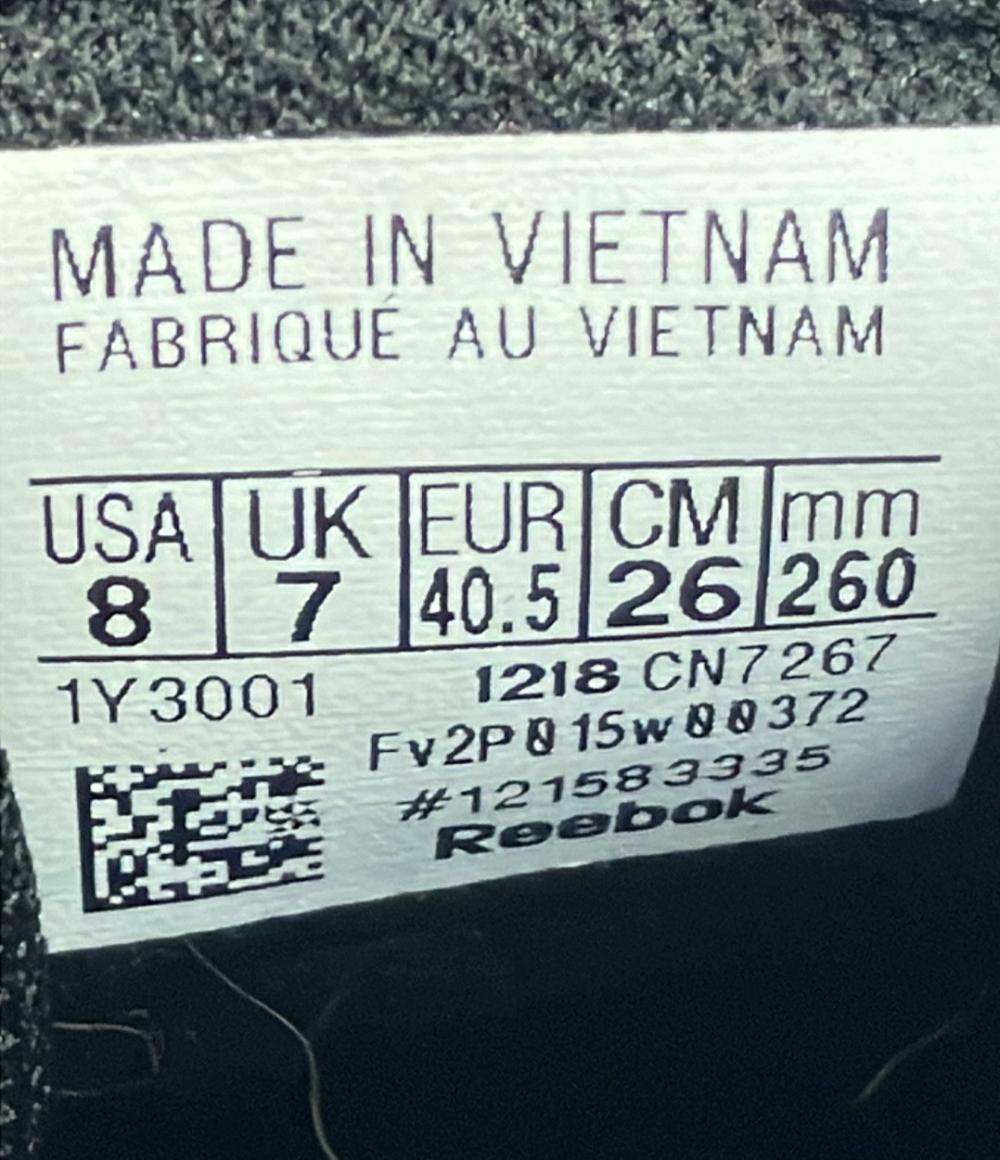 MADE IN VIETNAM
FABRIQUÉ AU VIETNAM
USA UK EUR CM mm
8 7 40.5 26 260
1Y3001 1218 CN7267
Fv2P015w00372
#121583335
Reebok